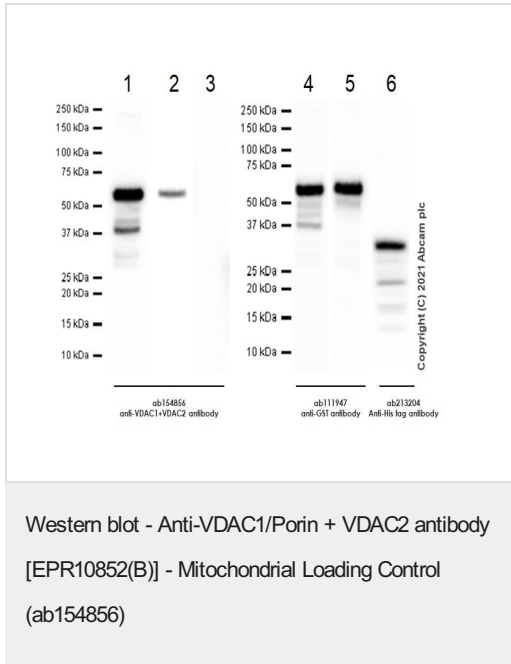 1 2 3 4 5 6
250 kDa
150 kDa
100 kDa
75 kDa
50 kDa
37 kDa
25 kDa
20 kDa
15 kDa
10 kDa
250 kDa
150 kDa
100 kDa
75 kDa
50 kDa
37 kDa
25 kDa
20 kDa
15 kDa
10 kDa
Copyright (C) 2021 Abcam plc
ab154856
anti-VDAC1+VDAC2 antibody
ab111947
anti-GST antibody
ab213204
Anti-His tag antibody
Western blot - Anti-VDAC1/Porin + VDAC2 antibody
[EPR10852(B)] - Mitochondrial Loading Control
(ab154856)